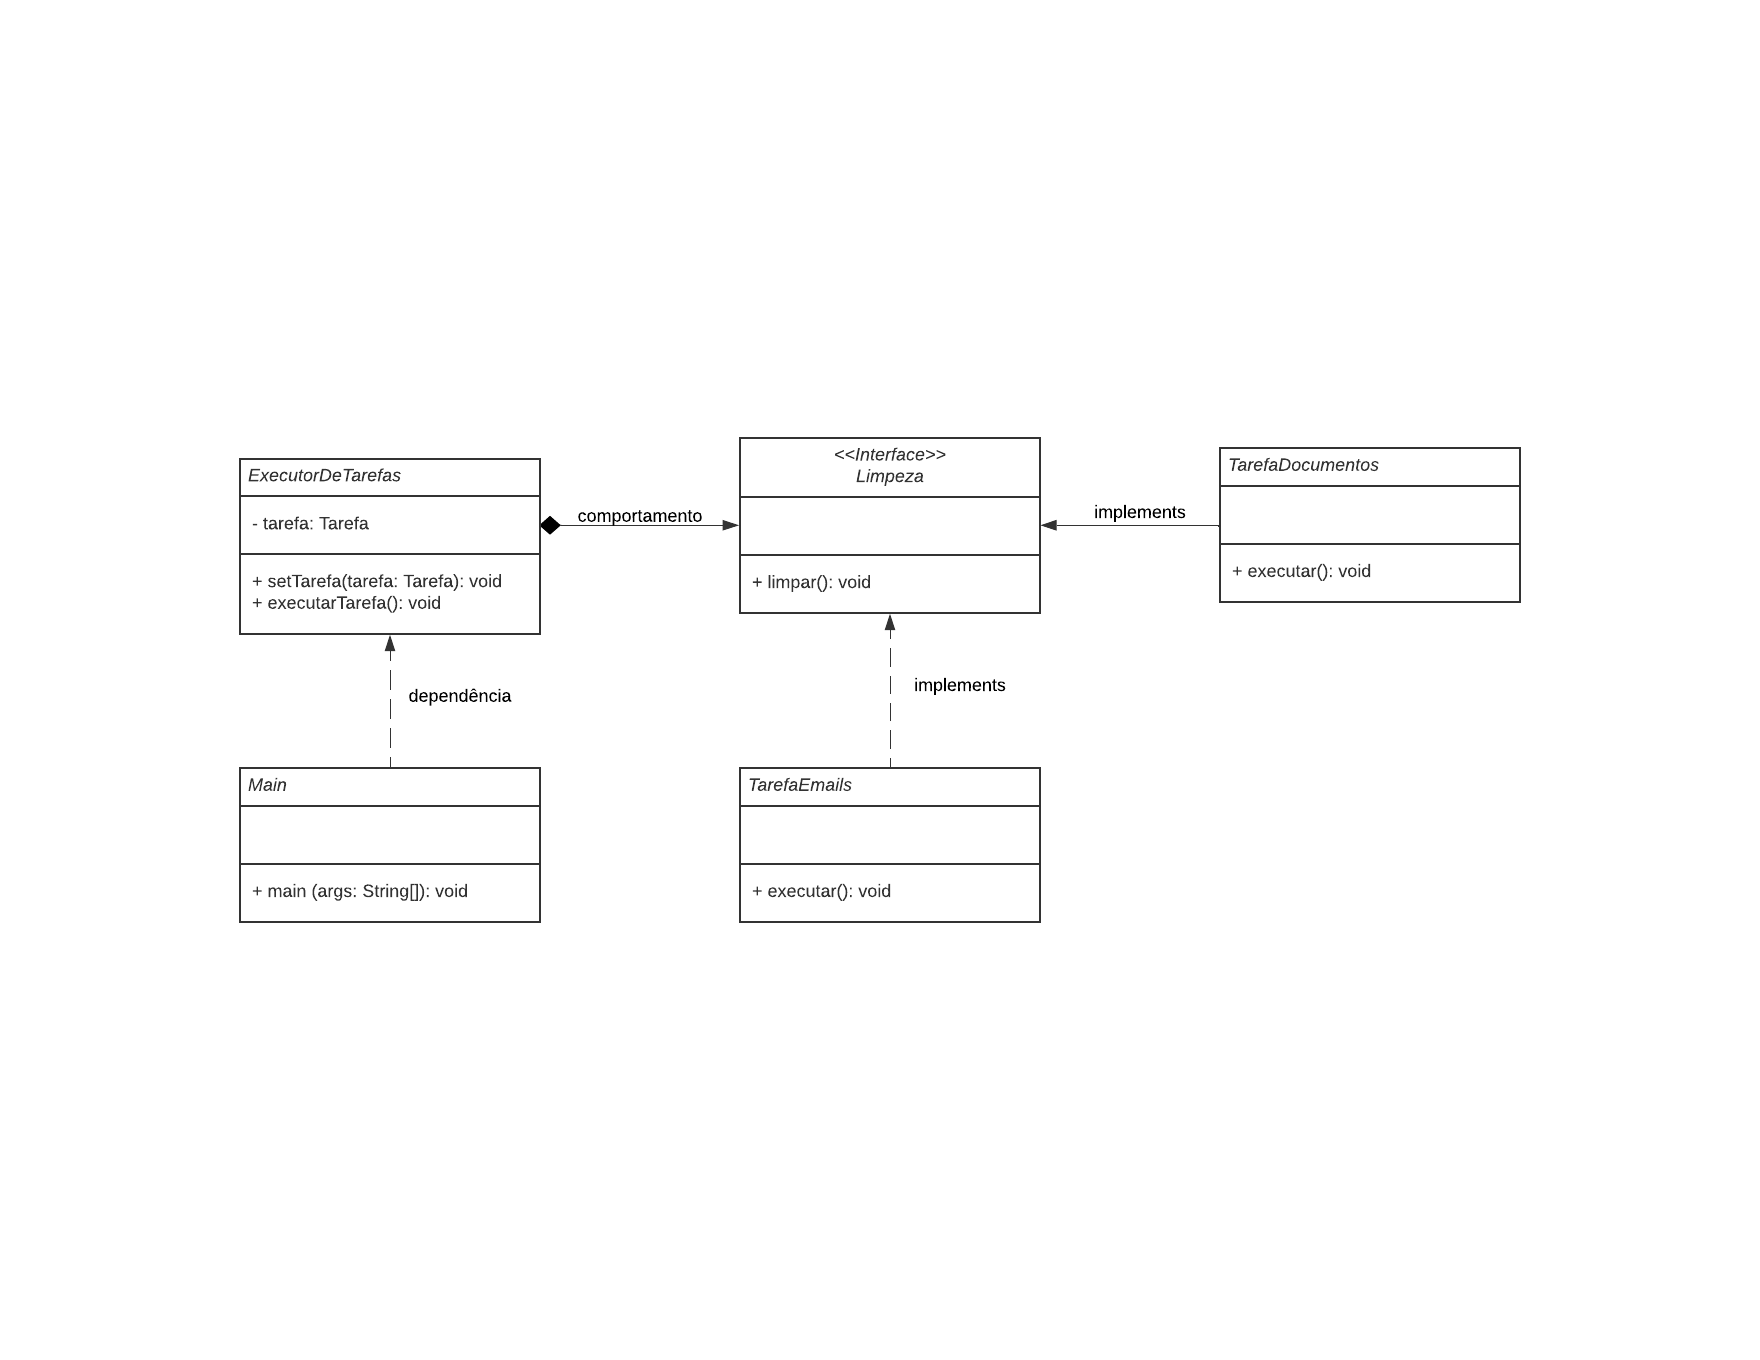 ExecutorDeTarefas
- tarefa: Tarefa
+ setTarefa(tarefa: Tarefa): void
+ executarTarefa(): void
comportamento
<<Interface>>
Limpeza
+ limpar(): void
implements
TarefaDocumentos
+ executar(): void
dependência
implements
Main
+ main (args: String[]): void
TarefaEmails
+ executar(): void